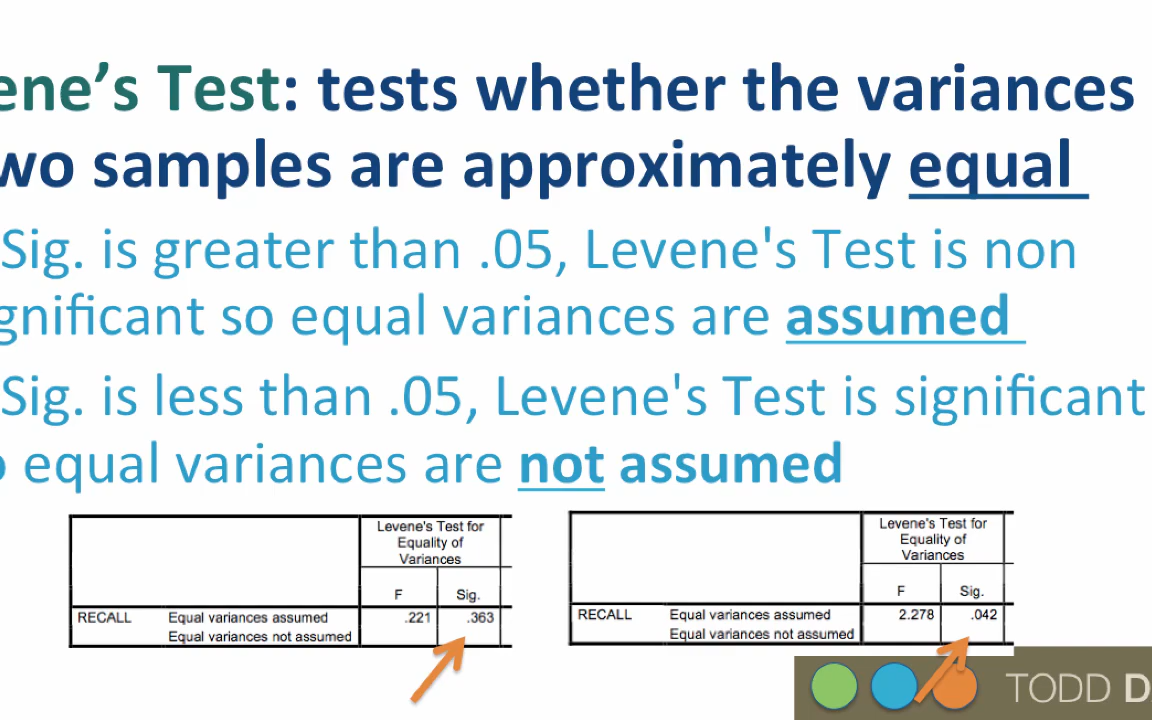 ene's Test: tests whether the variances
wo samples are approximately equal
Sig. is greater than .05, Levene's Test is non
gnificant so equal variances are assumed
Sig. is less than .05, Levene's Test is significant
o equal variances are not assumed
Levene's Test for
Equality of
Variances
F Sig.
RECALL Equal variances assumed .221 .363
Equal variances not assumed
Levene's Test for
Equality of
Variances
F Sig.
RECALL Equal variances assumed 2.278 .042
Equal variances not assumed
TODD D